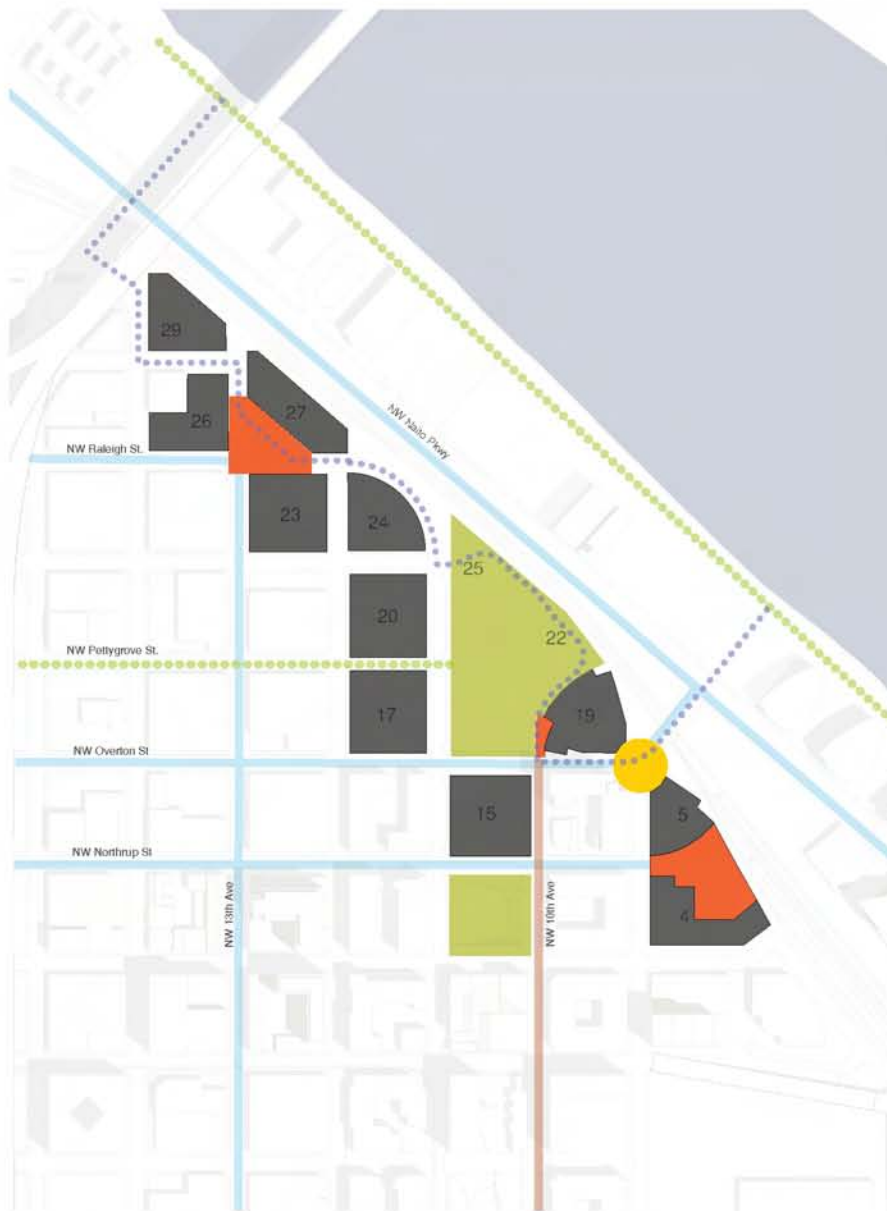 29
27
26
NW Naito Pkwy
NW Raleigh St.
23
24
25
20
22
NW Pettygrove St.
17
19
NW Overton St
15
5
NW Northrup St
NW 13th Ave
NW 10th Ave
4